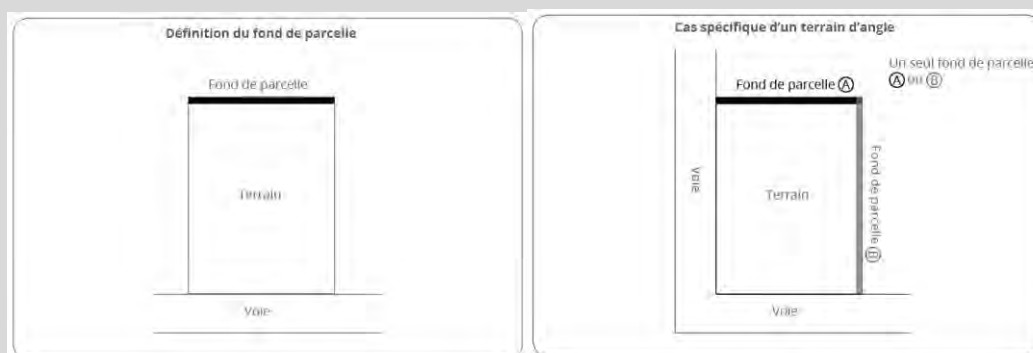 Définition du fond de parcelle
Fond de parcelle
Terrain
Voie
Cas spécifique d'un terrain d'angle
Un seul fond de parcelle
Ⓐ ou Ⓑ
Fond de parcelle Ⓐ
Voie
Terrain
Fond de parcelle Ⓑ
Voie